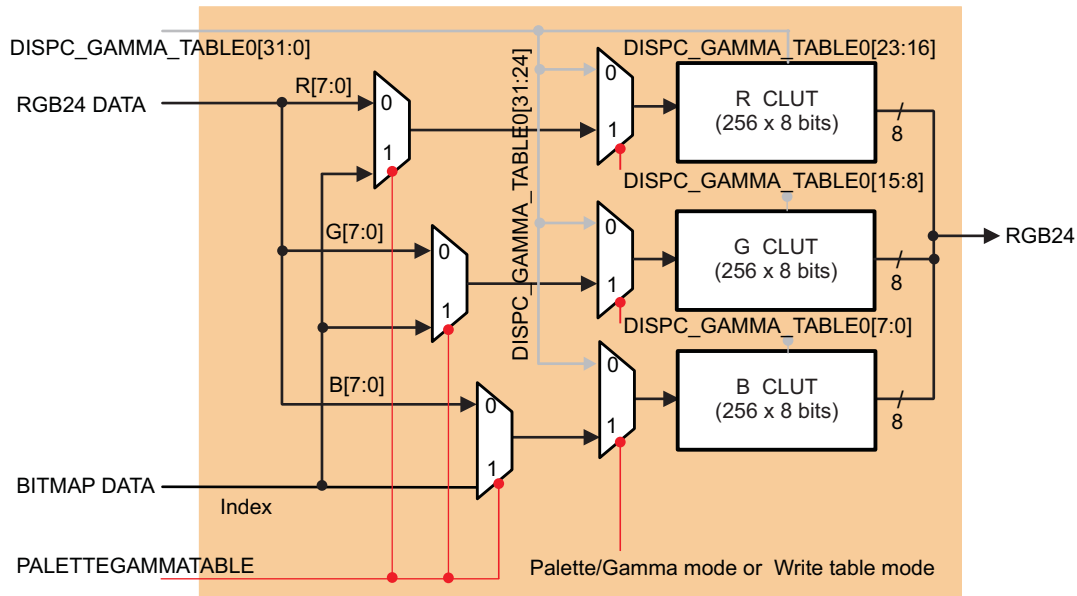 DISPC_GAMMA_TABLE0[31:0]
DISPC_GAMMA_TABLE0[23:16]
DISPC_GAMMA_TABLE0[31:24]
RGB24 DATA
R[7:0]
0
1
0
1
R CLUT
(256 x 8 bits)
8
DISPC_GAMMA_TABLE0[15:8]
G[7:0]
0
1
0
1
G CLUT
(256 x 8 bits)
8
RGB24
DISPC_GAMMA_TABLE0[7:0]
B[7:0]
0
1
0
1
B CLUT
(256 x 8 bits)
8
BITMAP DATA
Index
PALETTEGAMMATABLE
Palette/Gamma mode or Write table mode